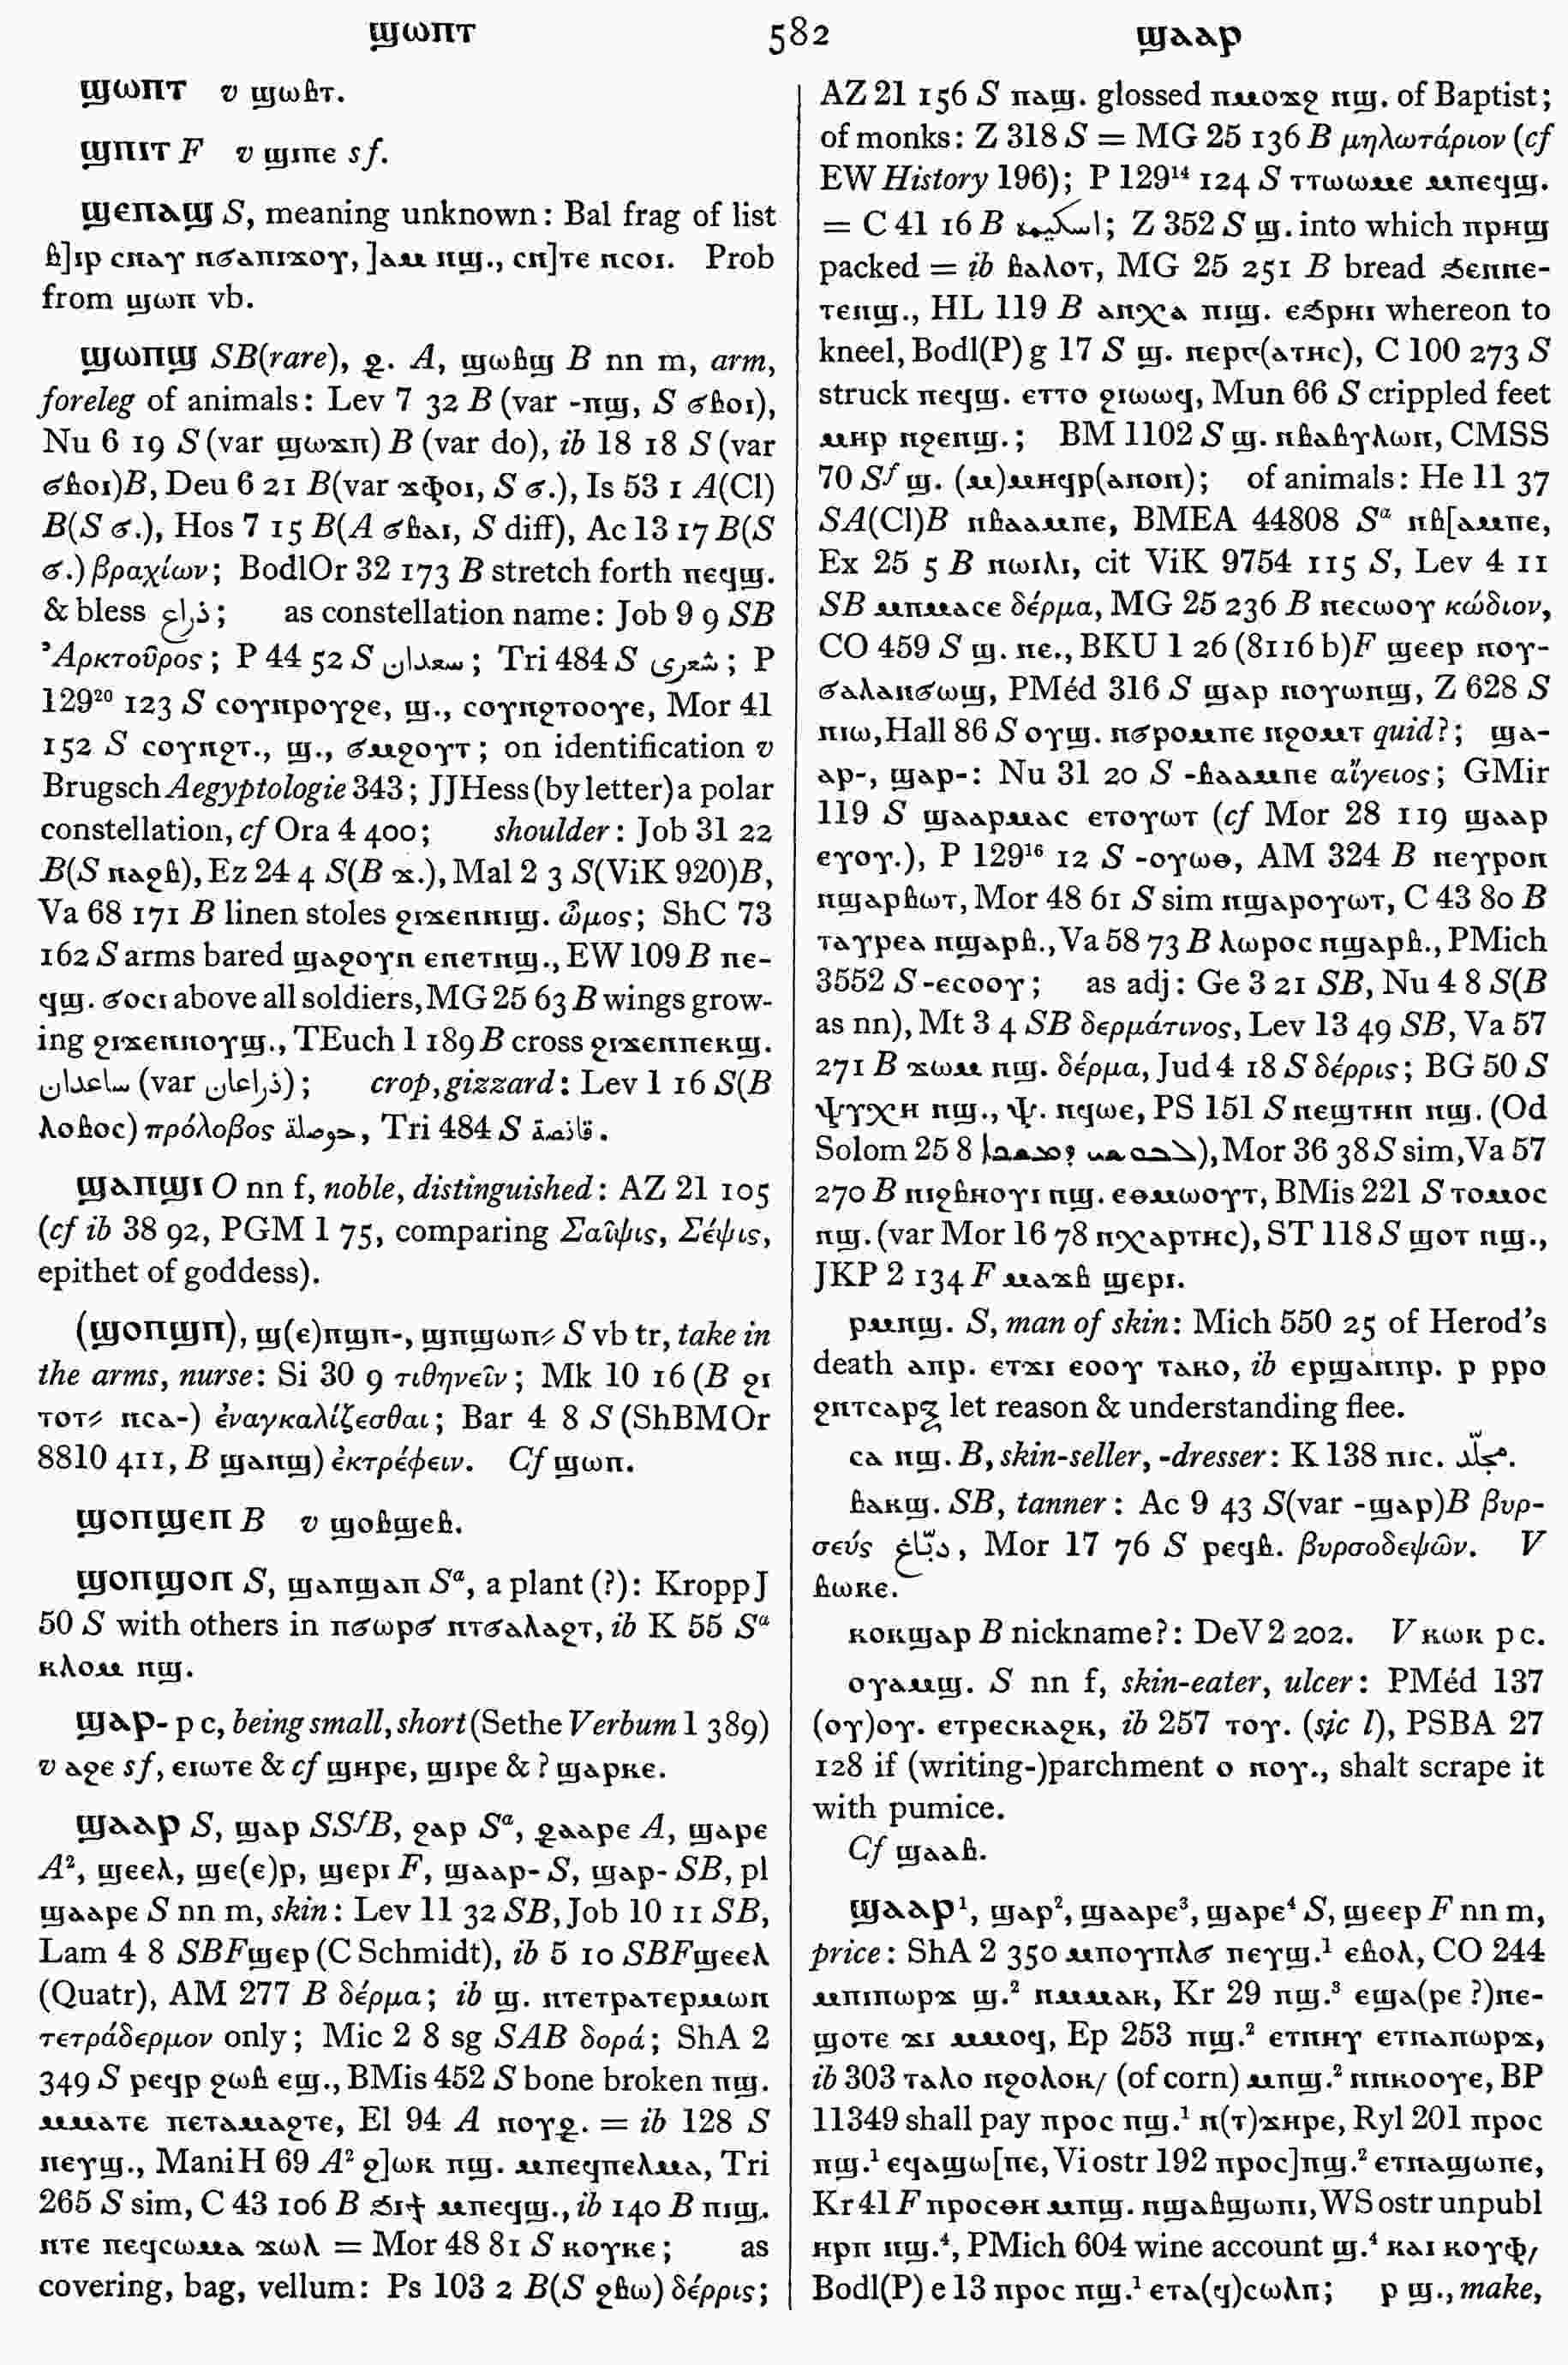 ϣⲱⲡⲧ 582 ϣⲁⲁⲣ
ϣⲱⲡⲧ v ϣⲱⲃⲧ.
ϣⲡⲓⲧ F v ϣⲓⲡⲉ sf.
ϣⲉⲛⲁϣ S, meaning unknown: Bal frag of list
ⲃ]ⲓⲣ ⲥⲛⲁⲩ ⲛϭⲁⲡⲓϫⲟⲩ, ]ⲁⲙ ⲛϣ., ⲥⲛ]ⲧⲉ ⲛⲥⲟⲓ. Prob
from ϣⲱⲡ vb.
ϣⲱⲡϣ SB(rare), ϩ. A, ϣⲱⲃϣ B nn m, arm,
foreleg of animals: Lev 7 32 B (var -ⲡϣ, S ϭⲃⲟⲓ),
Nu 6 19 S (var ϣⲱϫⲡ) B (var do), ib 18 18 S (var
ϭⲃⲟⲓ)B, Deu 6 21 B(var ϫⲫⲟⲓ, S ϭ.), Is 53 1 A(Cl)
B(S ϭ.), Hos 7 15 B(A ϭⲃⲁⲓ, S diff), Ac 13 17 B(S
ϭ.) βραχίων; BodlOr 32 173 B stretch forth ⲡⲉϥϣ.
& bless ذراع; as constellation name: Job 9 9 SB
Ἀρκτοῦρος; P 44 52 S سعدان; Tri 484 S شعرى; P
129²⁰ 123 S ⲥⲟⲩⲛⲣⲟⲩϩⲉ, ϣ., ⲥⲟⲩⲛϩⲧⲟⲟⲩⲉ, Mor 41
152 S ⲥⲟⲩⲛϩⲧ., ϣ., ϭⲙϩⲟⲩⲧ; on identification v
Brugsch Aegyptologie 343; JJHess (by letter) a polar
constellation, cf Ora 4 400; shoulder: Job 31 22
B(S ⲛⲁϩⲃ), Ez 24 4 S(B ϫ.), Mal 2 3 S(ViK 920)B,
Va 68 171 B linen stoles ϩⲓϫⲉⲛⲛⲓϣ. ὦμος; ShC 73
162 S arms bared ϣⲁϩⲟⲩⲛ ⲉⲛⲉⲧⲛϣ., EW 109 B ⲛⲉ-
ϥϣ. ϭⲟⲥⲓ above all soldiers, MG 25 63 B wings grow-
ing ϩⲓϫⲉⲛⲛⲟⲩϣ., TEuch 1 189 B cross ϩⲓϫⲉⲛⲛⲉⲕϣ.
ساعدان (var ذراعان); crop, gizzard: Lev 1 16 S(B
ⲗⲟⲃⲟⲥ) πρόλοβος حوصلة, Tri 484 S قانصة.
ϣⲁⲡϣⲓ O nn f, noble, distinguished: AZ 21 105
(cf ib 38 92, PGM 1 75, comparing Σαῖψις, Σέψις,
epithet of goddess).
(ϣⲟⲡϣⲡ), ϣ(ⲉ)ⲡϣⲡ-, ϣⲡϣⲱⲡ⸗ S vb tr, take in
the arms, nurse: Si 30 9 τιθηνεῖν; Mk 10 16 (B ϩⲓ
ⲧⲟⲧ⸗ ⲛⲥⲁ-) ἐναγκαλίζεσθαι; Bar 4 8 S (ShBMOr
8810 411, B ϣⲁⲛϣ) ἐκτρέφειν. Cf ϣⲱⲡ.
ϣⲟⲡϣⲉⲡ B v ϣⲟⲃϣⲉⲃ.
ϣⲟⲡϣⲟⲡ S, ϣⲁⲡϣⲁⲡ Sᵃ, a plant (?): Kropp J
50 S with others in ⲡϭⲱⲣϭ ⲛⲧϭⲁⲗⲁϩⲧ, ib K 55 Sᵃ
ⲕⲗⲟⲙ ⲛϣ.
ϣⲁⲣ- p c, being small, short (Sethe Verbum 1 389)
v ⲁϩⲉ sf, ⲉⲓⲱⲧⲉ & cf ϣⲏⲣⲉ, ϣⲓⲣⲉ & ? ϣⲁⲣⲕⲉ.
ϣⲁⲁⲣ S, ϣⲁⲣ SSᶠB, ϩⲁⲣ Sᵃ, ϩⲁⲁⲣⲉ A, ϣⲁⲣⲉ
A², ϣⲉⲉⲗ, ϣⲉ(ⲉ)ⲣ, ϣⲉⲣⲓ F, ϣⲁⲁⲣ- S, ϣⲁⲣ- SB, pl
ϣⲁⲁⲣⲉ S nn m, skin: Lev 11 32 SB, Job 10 11 SB,
Lam 4 8 SBFϣⲉⲣ (C Schmidt), ib 5 10 SBFϣⲉⲉⲗ
(Quatr), AM 277 B δέρμα; ib ϣ. ⲛⲧⲉⲧⲣⲁⲧⲉⲣⲙⲱⲛ
τετράδερμον only; Mic 2 8 sg SAB δορά; ShA 2
349 S ⲣⲉϥⲣ ϩⲱⲃ ⲉϣ., BMis 452 S bone broken ⲡϣ.
ⲙⲙⲁⲧⲉ ⲡⲉⲧⲁⲙⲁϩⲧⲉ, El 94 A ⲛⲟⲩϩ. = ib 128 S
ⲡⲉⲩϣ., ManiH 69 A² ϩ]ⲱⲕ ⲛϣ. ⲙⲡⲉϥⲡⲉⲗⲙⲁ, Tri
265 S sim, C 43 106 B ϧⲓϯ ⲙⲡⲉϥϣ., ib 140 B ⲡⲓϣ.
ⲛⲧⲉ ⲡⲉϥⲥⲱⲙⲁ ϫⲱⲗ = Mor 48 81 S ⲕⲟⲩⲕⲉ; as
covering, bag, vellum: Ps 103 2 B(S ϩⲃⲱ) δέρρις;
AZ 21 156 S ⲡⲁϣ. glossed ⲡⲙⲟϫϩ ⲛϣ. of Baptist;
of monks: Z 318 S = MG 25 136 B μηλωτάριον (cf
EW History 196); P 129¹⁴ 124 S ⲧⲧⲱⲱⲙⲉ ⲙⲡⲉϥϣ.
= C 41 16 B; Z 352 S ϣ. into which ⲡⲣⲏϣ
packed = ib ⲃⲁⲗⲟⲧ, MG 25 251 B bread ϧⲉⲛⲡⲉ-
ⲧⲉⲛϣ., HL 119 B ⲁⲛⲭⲁ ⲡⲓϣ. ⲉϧⲣⲏⲓ whereon to
kneel, Bodl(P) g 17 S ϣ. ⲡⲉⲣⲅ(ⲁⲧⲏⲥ), C 100 273 S
struck ⲡⲉϥϣ. ⲉⲧⲧⲟ ϩⲓⲱⲱϥ, Mun 66 S crippled feet
ⲙⲏⲣ ⲛϩⲉⲛϣ.; BM 1102 S ϣ. ⲛⲃⲁⲃⲩⲗⲱⲛ, CMSS
70 Sᶠ ϣ. (ⲙ)ⲙⲏϥⲣ(ⲁⲛⲟⲛ); of animals: He 11 37
SA(Cl)B ⲛⲃⲁⲁⲙⲡⲉ, BMEA 44808 Sᵃ ⲛⲃ[ⲁⲙⲡⲉ,
Ex 25 5 B ⲛⲱⲓⲗⲓ, cit ViK 9754 115 S, Lev 4 11
SB ⲙⲡⲙⲁⲥⲉ δέρμα, MG 25 236 B ⲛⲉⲥⲱⲟⲩ κώδιον,
CO 459 S ϣ. ⲛⲉ., BKU 1 26 (8116 b)F ϣⲉⲉⲣ ⲛⲟⲩ-
ϭⲁⲗⲁⲛϭⲱϣ, PMéd 316 S ϣⲁⲣ ⲛⲟⲩⲱⲛϣ, Z 628 S
ⲛⲓⲱ, Hall 86 S ⲟⲩϣ. ⲛϭⲣⲟⲙⲡⲉ ⲛϩⲟⲙⲧ quid?; ϣⲁ-
ⲁⲣ-, ϣⲁⲣ-: Nu 31 20 S -ⲃⲁⲁⲙⲡⲉ αἴγειος; GMir
119 S ϣⲁⲁⲣⲙⲁⲥ ⲉⲧⲟⲩⲱⲧ (cf Mor 28 119 ϣⲁⲁⲣ
ⲉⲩⲟⲩ.), P 129¹⁶ 12 S -ⲟⲩⲱⲑ, AM 324 B ⲛⲉⲩⲣⲟⲛ
ⲛϣⲁⲣⲃⲱⲧ, Mor 48 61 S sim ⲛϣⲁⲣⲟⲩⲱⲧ, C 43 80 B
ⲧⲁⲩⲣⲉⲁ ⲛϣⲁⲣⲃ., Va 58 73 B ⲗⲱⲣⲟⲥ ⲛϣⲁⲣⲃ., PMich
3552 S -ⲉⲥⲟⲟⲩ; as adj: Ge 3 21 SB, Nu 4 8 S(B
as nn), Mt 3 4 SB δερμάτινος, Lev 13 49 SB, Va 57
271 B ϫⲱⲙ ⲛϣ. δέρμα, Jud 4 18 S δέρρις; BG 50 S
ⲯⲩⲭⲏ ⲛϣ., ⲯ. ⲛϥⲱⲉ, PS 151 S ⲛⲉϣⲧⲏⲛ ⲛϣ. (Od
Solom 25 8), Mor 36 38 S sim, Va 57
270 B ⲛⲓϩⲃⲏⲟⲩⲓ ⲛϣ. ⲉⲑⲙⲱⲟⲩⲧ, BMis 221 S ⲧⲟⲙⲟⲥ
ⲛϣ. (var Mor 16 78 ⲛⲭⲁⲣⲧⲏⲥ), ST 118 S ϣⲟⲧ ⲛϣ.,
JKP 2 134 F ⲙⲁϫⲃ ϣⲉⲣⲓ.
ⲣⲙⲛϣ. S, man of skin: Mich 550 25 of Herod's
death ⲁⲡⲣ. ⲉⲧϫⲓ ⲉⲟⲟⲩ ⲧⲁⲕⲟ, ib ⲉⲣϣⲁⲛⲡⲣ. ⲣ ⲣⲣⲟ
ϩⲛⲧⲥⲁⲣⲝ let reason & understanding flee.
ⲥⲁ ⲛϣ. B, skin-seller, -dresser: K 138 ⲡⲓⲥ. مجلّد.
ⲃⲁⲕϣ. SB, tanner: Ac 9 43 S(var -ϣⲁⲣ)B βυρ-
σεύς دبّاغ, Mor 17 76 S ⲣⲉϥⲃ. βυρσοδεψῶν. V
ⲃⲱⲕⲉ.
ⲕⲟⲕϣⲁⲣ B nickname?: DeV 2 202. V ⲕⲱⲕ p c.
ⲟⲩⲁⲙϣ. S nn f, skin-eater, ulcer: PMéd 137
(ⲟⲩ)ⲟⲩ. ⲉⲧⲣⲉⲥⲕⲁϩⲕ, ib 257 ⲧⲟⲩ. (sic l), PSBA 27
128 if (writing-)parchment ⲟ ⲛⲟⲩ., shalt scrape it
with pumice.
Cf ϣⲁⲁⲃ.
ϣⲁⲁⲣ¹, ϣⲁⲣ², ϣⲁⲁⲣⲉ³, ϣⲁⲣⲉ⁴ S, ϣⲉⲉⲣ F nn m,
price: ShA 2 350 ⲙⲡⲟⲩⲡⲗϭ ⲡⲉⲩϣ.¹ ⲉⲃⲟⲗ, CO 244
ⲙⲡⲓⲡⲱⲣϫ ϣ.² ⲛⲙⲙⲁⲕ, Kr 29 ⲡϣ.³ ⲉϣⲁ(ⲣⲉ ?)ⲛⲉ-
ϣⲟⲧⲉ ϫⲓ ⲙⲙⲟϥ, Ep 253 ⲡϣ.² ⲉⲧⲛⲏⲩ ⲉⲧⲛⲁⲡⲱⲣϫ,
ib 303 ⲧⲁⲗⲟ ⲛϩⲟⲗⲟⲕ/ (of corn) ⲙⲡϣ.² ⲛⲛⲕⲟⲟⲩⲉ, BP
11349 shall pay ⲡⲣⲟⲥ ⲡϣ.¹ ⲛ(ⲧ)ϫⲏⲣⲉ, Ryl 201 ⲡⲣⲟⲥ
ⲡϣ.¹ ⲉϥⲁϣⲱ[ⲡⲉ, Vi ostr 192 ⲡⲣⲟⲥ]ⲡϣ.² ⲉⲧⲛⲁϣⲱⲡⲉ,
Kr 41 F ⲡⲣⲟⲥⲑⲏ ⲙⲡϣ. ⲛϣⲁⲃϣⲱⲡⲓ, WS ostr unpubl
ⲏⲣⲡ ⲛϣ.⁴, PMich 604 wine account ϣ.⁴ ⲕⲁⲓ ⲕⲟⲩⲫ/
Bodl(P) e 13 ⲡⲣⲟⲥ ⲡϣ.¹ ⲉⲧⲁ(ϥ)ⲥⲱⲗⲡ; ⲣ ϣ., make,